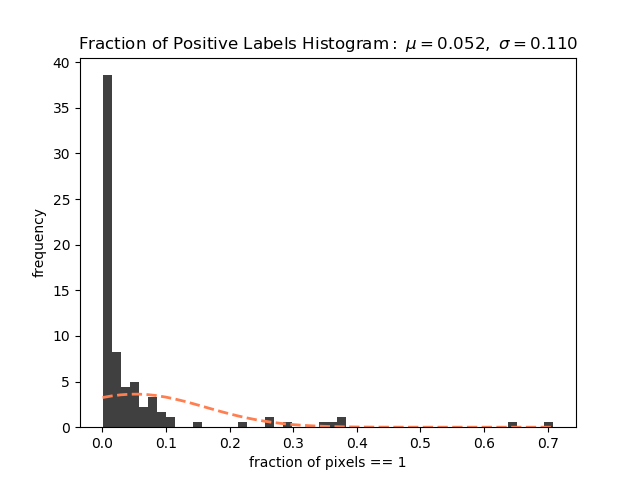 Fraction of Positive Labels Histogram: μ = 0.052, σ = 0.110
40
35
30
25
20
15
10
5
0
frequency
0.0 0.1 0.2 0.3 0.4 0.5 0.6 0.7
fraction of pixels == 1